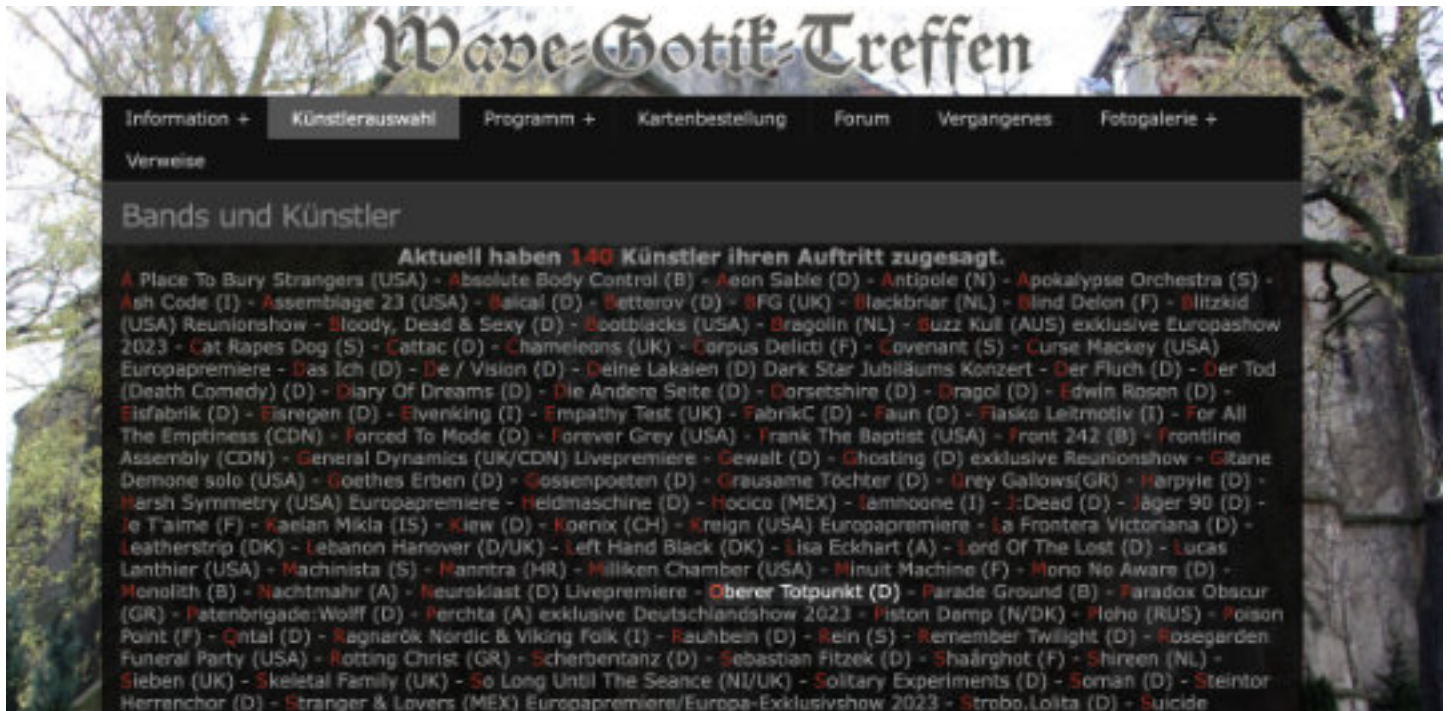 Wave-Gotik-Treffen
Information + Künstlerauswahl Programm + Kartenbestellung Forum Vergangenes Fotogalerie +
Verweise
Bands und Künstler
Aktuell haben 140 Künstler ihren Auftritt zugesagt.
A Place To Bury Strangers (USA) - Absolute Body Control (B) - Aeon Sable (D) - Antipole (N) - Apokalypse Orchestra (S) -
Ash Code (I) - Assemblage 23 (USA) - Baical (D) - Betterov (D) - BFG (UK) - Blackbriar (NL) - Blind Delon (F) - Blitzkid
(USA) Reunionshow - Bloody, Dead & Sexy (D) - Bootblacks (USA) - Bragolin (NL) - Buzz Kull (AUS) exklusive Europashow
2023 - Cat Rapes Dog (S) - Cattac (D) - Chameleons (UK) - Corpus Delicti (F) - Covenant (S) - Curse Mackey (USA)
Europapremiere - Das Ich (D) - De / Vision (D) - Deine Lakaien (D) Dark Star Jubiläums Konzert - Der Fluch (D) - Der Tod
(Death Comedy) (D) - Diary Of Dreams (D) - Die Andere Seite (D) - Dorsetshire (D) - Dragol (D) - Edwin Rosen (D) -
Eisfabrik (D) - Eisregen (D) - Elvenking (I) - Empathy Test (UK) - FabrikC (D) - Faun (D) - Fiasko Leitmotiv (I) - For All
The Emptiness (CDN) - Forced To Mode (D) - Forever Grey (USA) - Frank The Baptist (USA) - Front 242 (B) - Frontline
Assembly (CDN) - General Dynamics (UK/CDN) Livepremiere - Gewalt (D) - Ghosting (D) exklusive Reunionshow - Gitane
Demone solo (USA) - Goethes Erben (D) - Gossenpoeten (D) - Grausame Töchter (D) - Grey Gallows(GR) - Harpyie (D) -
Harsh Symmetry (USA) Europapremiere - Heldmaschine (D) - Hocico (MEX) - Iamnoone (I) - J:Dead (D) - Jäger 90 (D) -
Je T'aime (F) - Kaelan Mikla (IS) - Kiew (D) - Koenix (CH) - Kreign (USA) Europapremiere - La Frontera Victoriana (D) -
Leatherstrip (DK) - Lebanon Hanover (D/UK) - Left Hand Black (DK) - Lisa Eckhart (A) - Lord Of The Lost (D) - Lucas
Lanthier (USA) - Machinista (S) - Manntra (HR) - Milliken Chamber (USA) - Minuit Machine (F) - Mono No Aware (D) -
Monolith (B) - Nachtmahr (A) - Neuroklast (D) Livepremiere - Oberer Totpunkt (D) - Parade Ground (B) - Paradox Obscur
(GR) - Patenbrigade:Wolff (D) - Perchta (A) exklusive Deutschlandshow 2023 - Piston Damp (N/DK) - Ploho (RUS) - Poison
Point (F) - Qntal (D) - Ragnarök Nordic & Viking Folk (I) - Rauhbein (D) - Rein (S) - Remember Twilight (D) - Rosegarden
Funeral Party (USA) - Rotting Christ (GR) - Scherbentanz (D) - Sebastian Fitzek (D) - Shaârghot (F) - Shireen (NL) -
Sieben (UK) - Skeletal Family (UK) - So Long Until The Seance (NI/UK) - Solitary Experiments (D) - Soman (D) - Steintor
Herrenchor (D) - Stranger & Lovers (MEX) Europapremiere/Europa-Exklusivshow 2023 - Strobo.Lolita (D) - Suicide